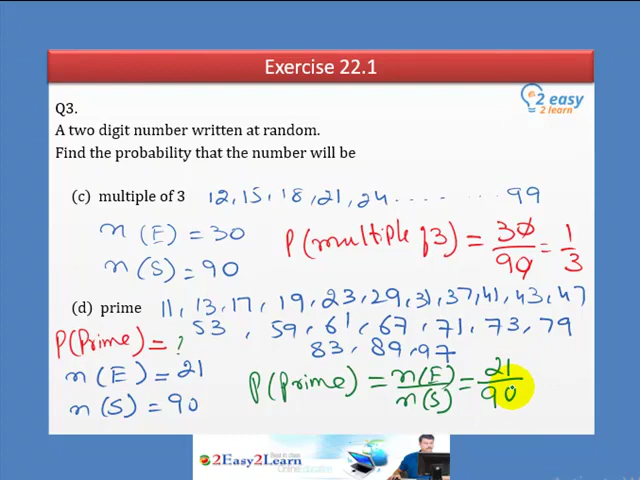 Exercise 22.1
2 easy
2 learn
Q3.
A two digit number written at random.
Find the probability that the number will be
(c) multiple of 3 12, 15, 18, 21, 24 .... ... 99
n (E) = 30
n (S) = 90
P(multiple of 3) = 30/90 = 1/3
(d) prime 11, 13, 17, 19, 23, 29, 31, 37, 41, 43, 47
53, 59, 61, 67, 71, 73, 79
83, 89, 97
P(Prime) = ?
n (E) = 21
n (S) = 90
P(Prime) = n(E)/n(S) = 21/90
2Easy2Learn